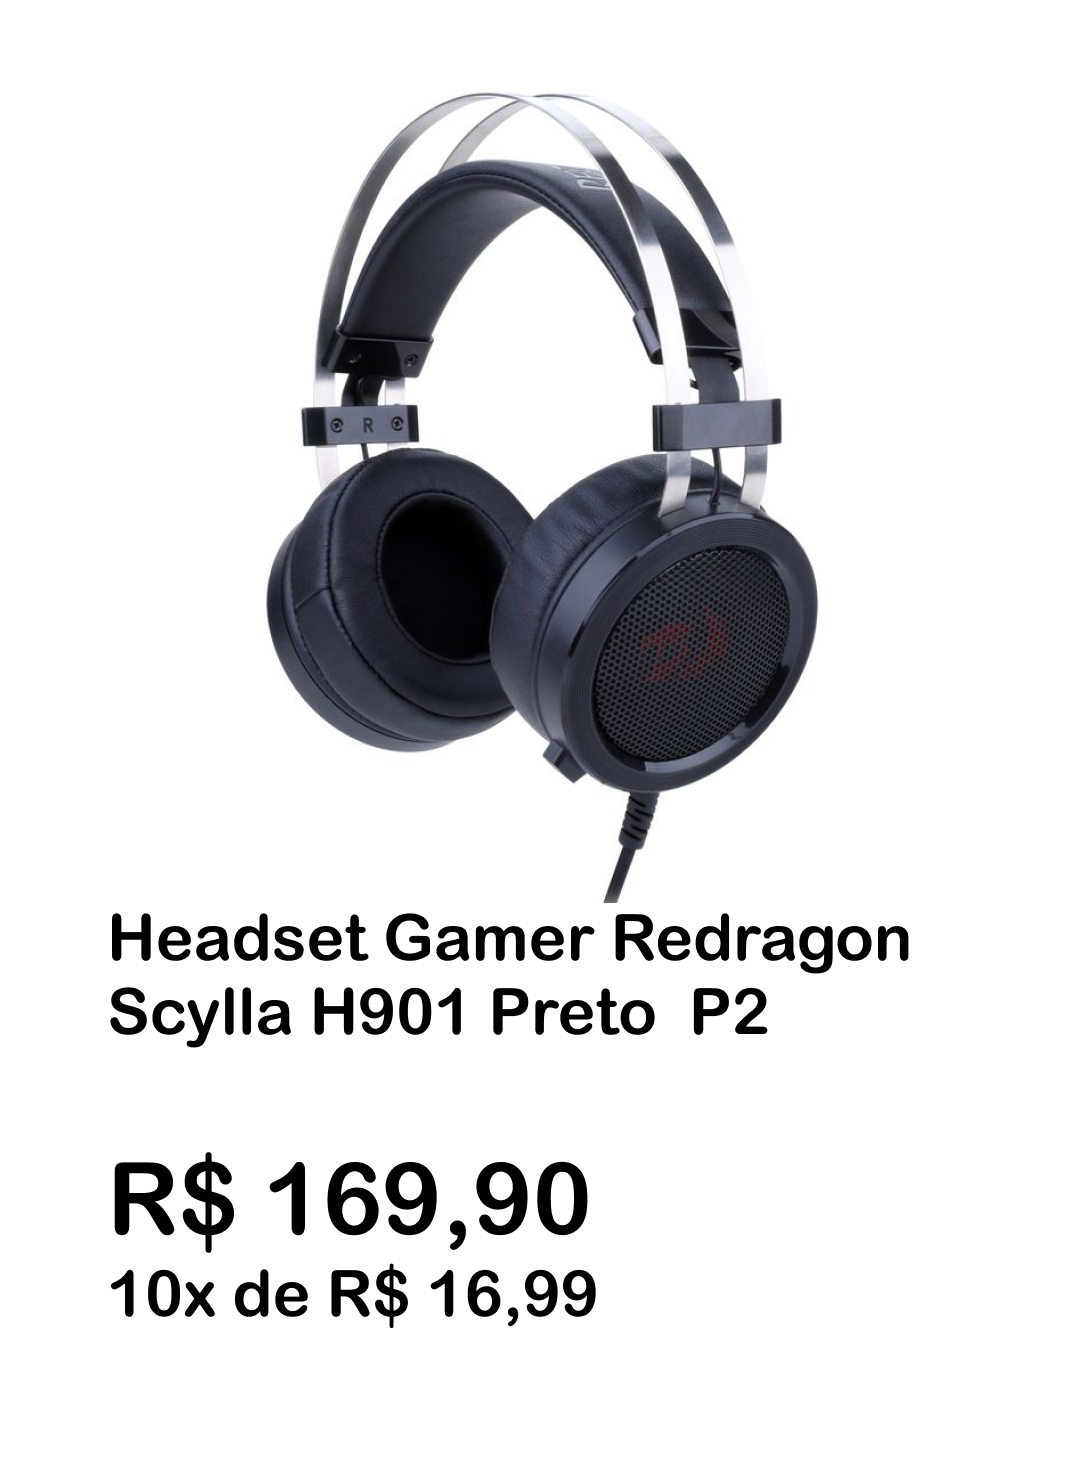 R
Headset Gamer Redragon
Scylla H901 Preto P2
R$ 169,90
10x de R$ 16,99